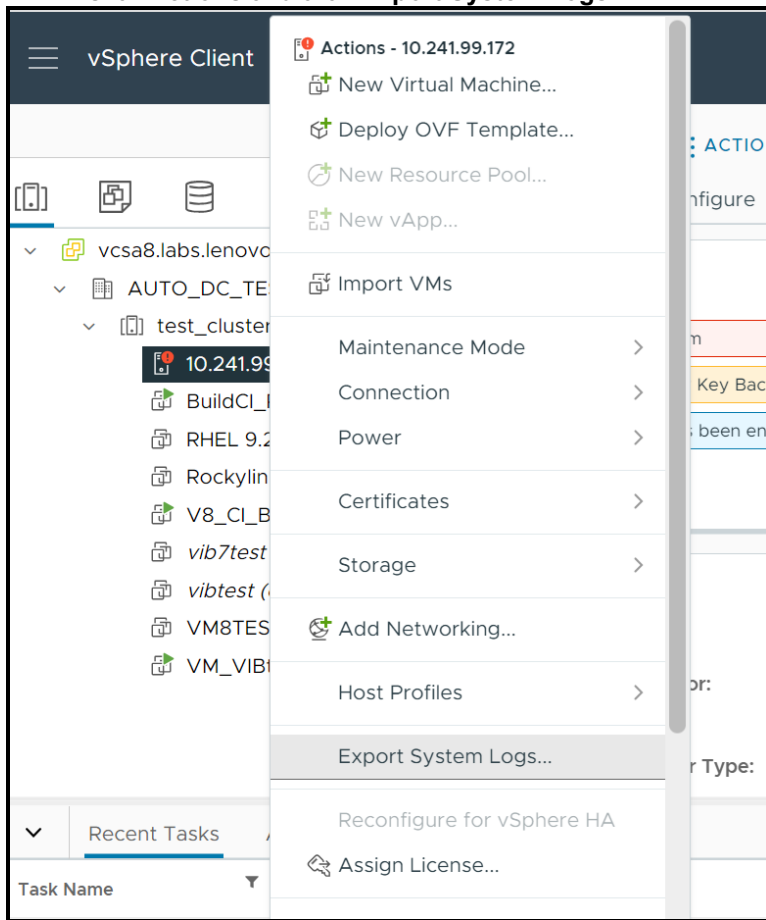 vSphere Client
Actions - 10.241.99.172
New Virtual Machine...
Deploy OVF Template...
New Resource Pool...
New vApp...
Import VMs
Maintenance Mode
Connection
Power
Certificates
Storage
Add Networking...
Host Profiles
Export System Logs...
Reconfigure for vSphere HA
Assign License...
vcsa8.labs.lenovo
AUTO_DC_TE
test_cluster
10.241.99
BuildCI_
RHEL 9.2
Rockylin
V8_CI_B
vib7test
vibtest (
VM8TES
VM_VIBt
ACTIO
nfigure
m
Key Bac
s been en
or:
r Type:
Recent Tasks
Task Name